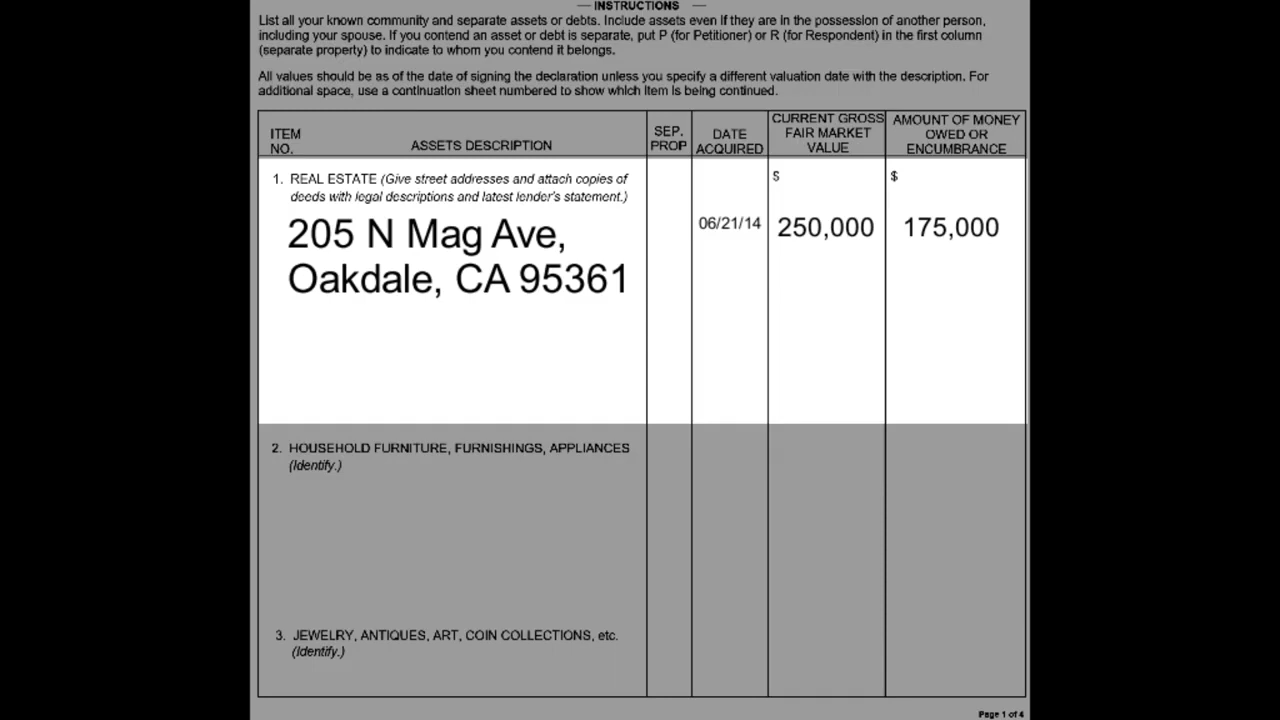 INSTRUCTIONS
List all your known community and separate assets or debts. Include assets even if they are in the possession of another person,
including your spouse. If you contend an asset or debt is separate, put P (for Petitioner) or R (for Respondent) in the first column
(separate property) to indicate to whom you contend it belongs.
All values should be as of the date of signing the declaration unless you specify a different valuation date with the description. For
additional space, use a continuation sheet numbered to show which item is being continued.
ITEM NO.
ASSETS DESCRIPTION
SEP. PROP
DATE ACQUIRED
CURRENT GROSS FAIR MARKET VALUE
AMOUNT OF MONEY OWED OR ENCUMBRANCE
1. REAL ESTATE (Give street addresses and attach copies of
deeds with legal descriptions and latest lender's statement.)
$
$
205 N Mag Ave,
Oakdale, CA 95361
06/21/14
250,000
175,000
2. HOUSEHOLD FURNITURE, FURNISHINGS, APPLIANCES
(Identify.)
3. JEWELRY, ANTIQUES, ART, COIN COLLECTIONS, etc.
(Identify.)
Page 1 of 4